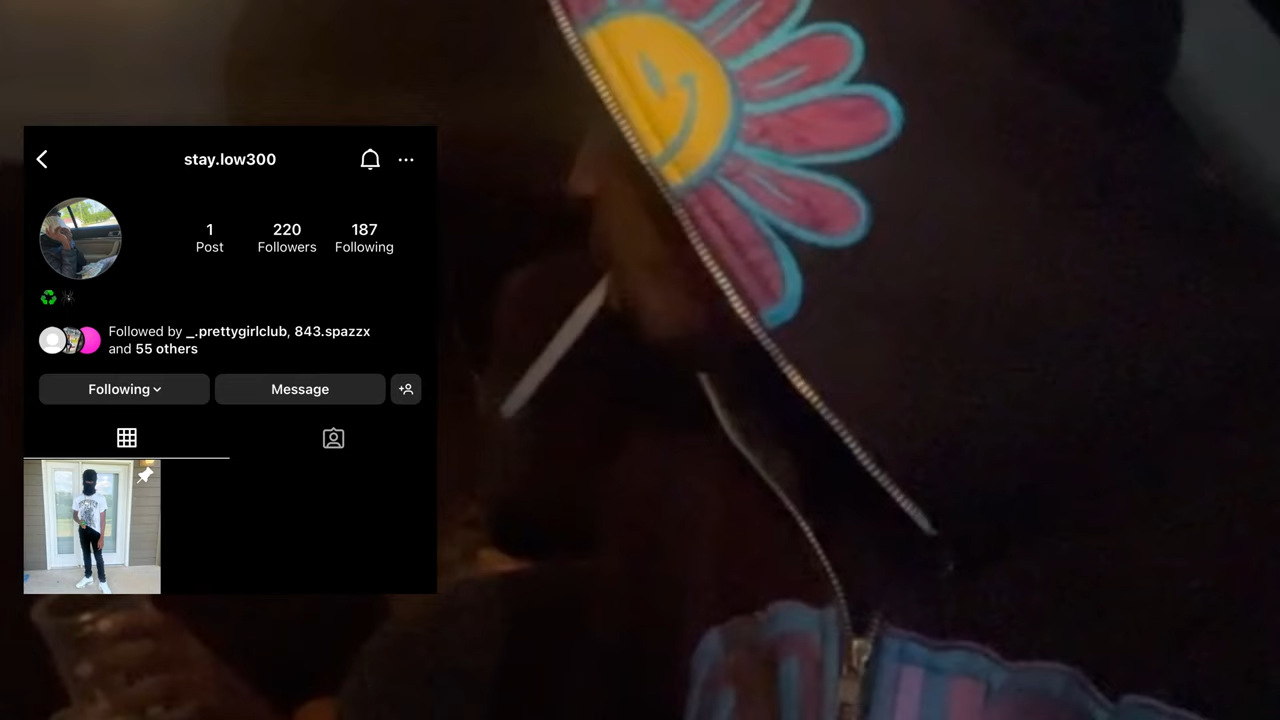 stay.low300
1 220 187
Post Followers Following
♻️🕷️
Followed by _.prettygirlclub, 843.spazzx
and 55 others
Following Message